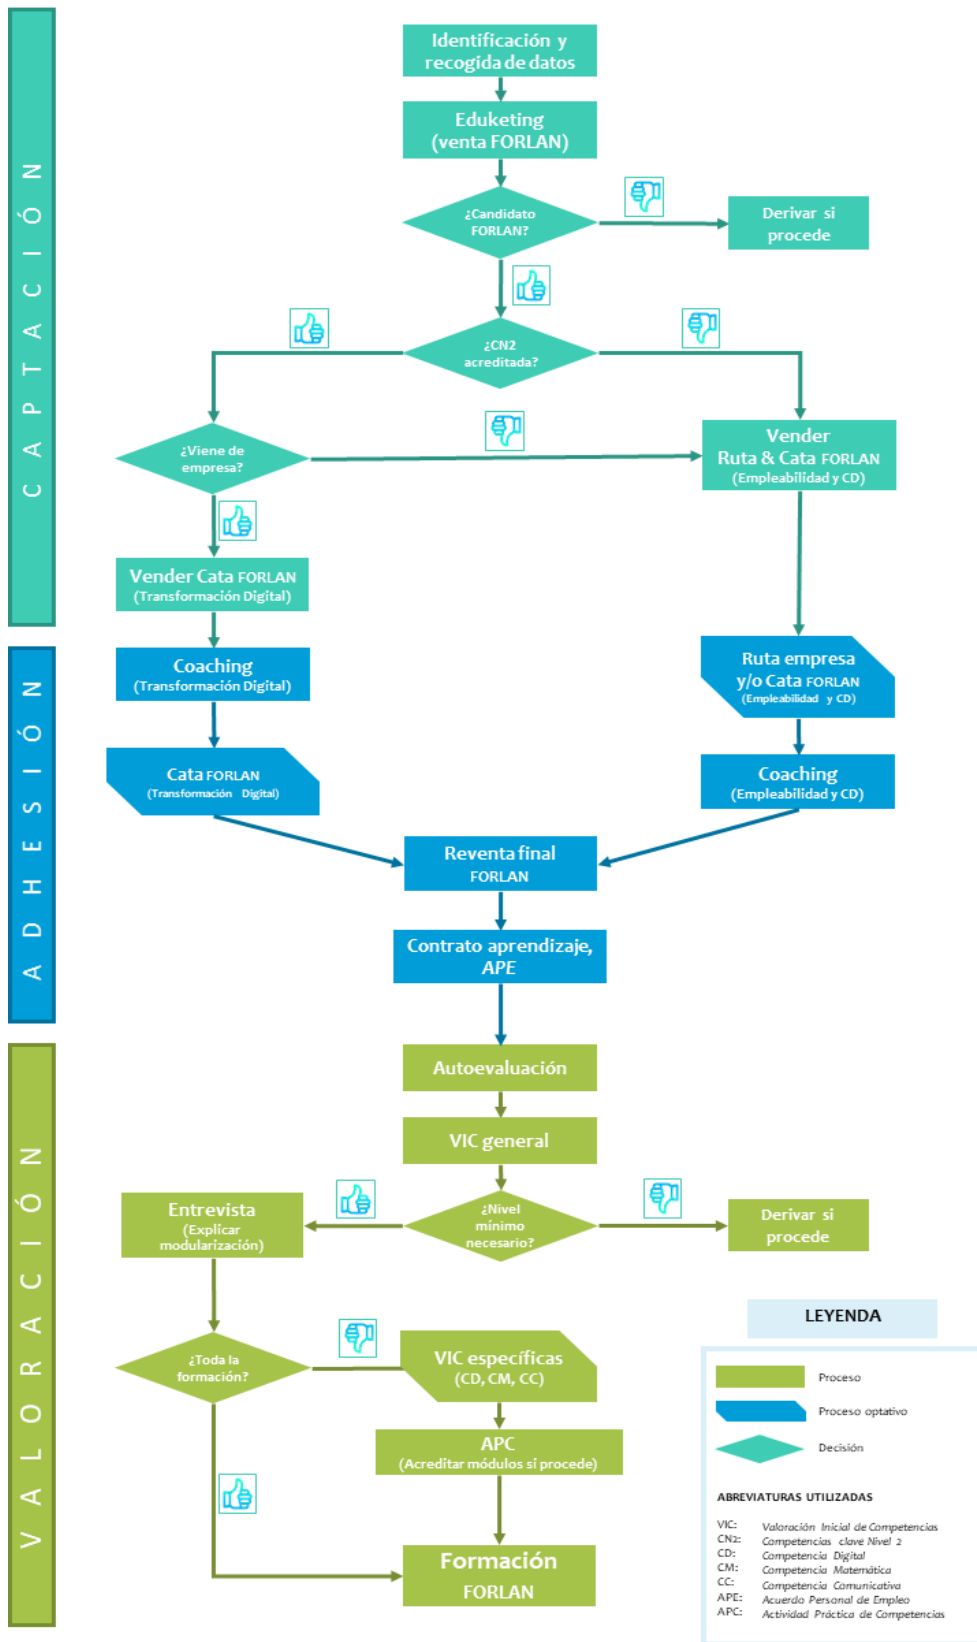 CAPTACIÓN
Identificación y
recogida de datos
Eduketing
(venta FORLAN)
¿Candidato
FORLAN?
Derivar si
procede
¿CN2
acreditada?
¿Viene de
empresa?
Vender
Ruta & Cata FORLAN
(Empleabilidad y CD)
Vender Cata FORLAN
(Transformación Digital)
ADHESIÓN
Coaching
(Transformación Digital)
Ruta empresa
y/o Cata FORLAN
(Empleabilidad y CD)
Cata FORLAN
(Transformación Digital)
Coaching
(Empleabilidad y CD)
Reventa final
FORLAN
Contrato aprendizaje,
APE
VALORACIÓN
Autoevaluación
VIC general
¿Nivel
mínimo
necesario?
Entrevista
(Explicar
modularización)
Derivar si
procede
¿Toda la
formación?
VIC específicas
(CD, CM, CC)
APC
(Acreditar módulos si procede)
Formación
FORLAN
LEYENDA
Proceso
Proceso optativo
Decisión
ABREVIATURAS UTILIZADAS
VIC: Valoración Inicial de Competencias
CN2: Competencias clave Nivel 2
CD: Competencia Digital
CM: Competencia Matemática
CC: Competencia Comunicativa
APE: Acuerdo Personal de Empleo
APC: Actividad Práctica de Competencias